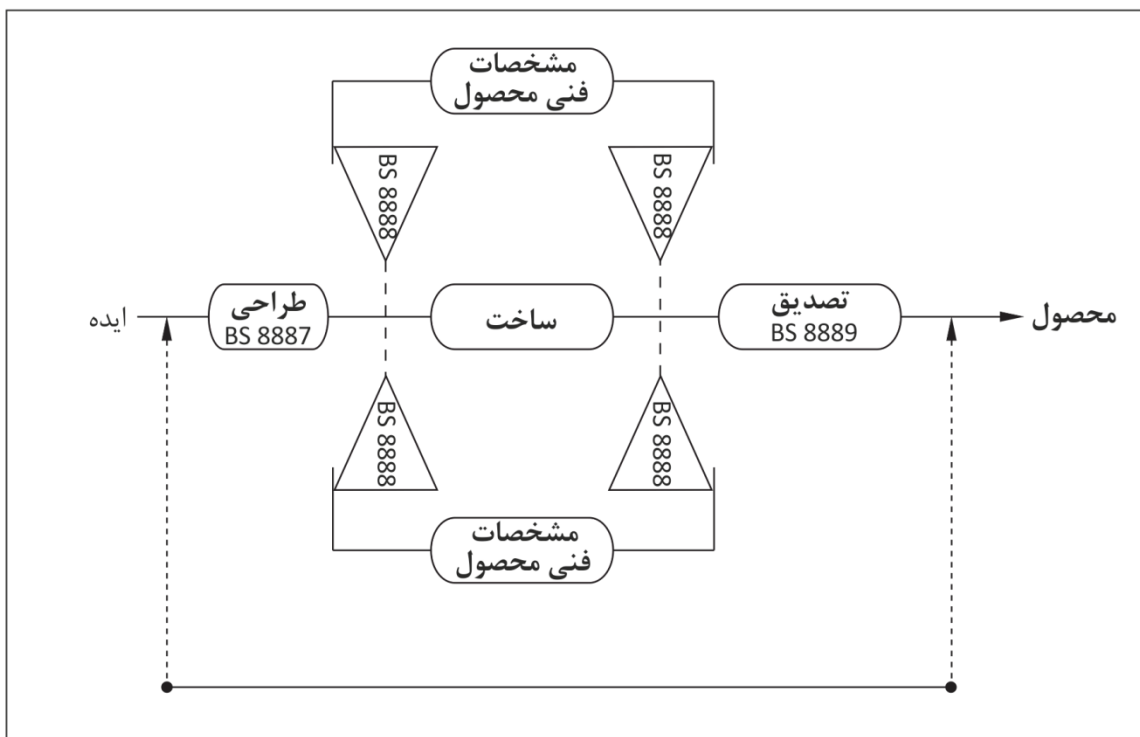 مشخصات
فنی محصول
BS 8888
BS 8888
ایده
طراحی
BS 8887
ساخت
تصدیق
BS 8889
محصول
BS 8888
BS 8888
مشخصات
فنی محصول